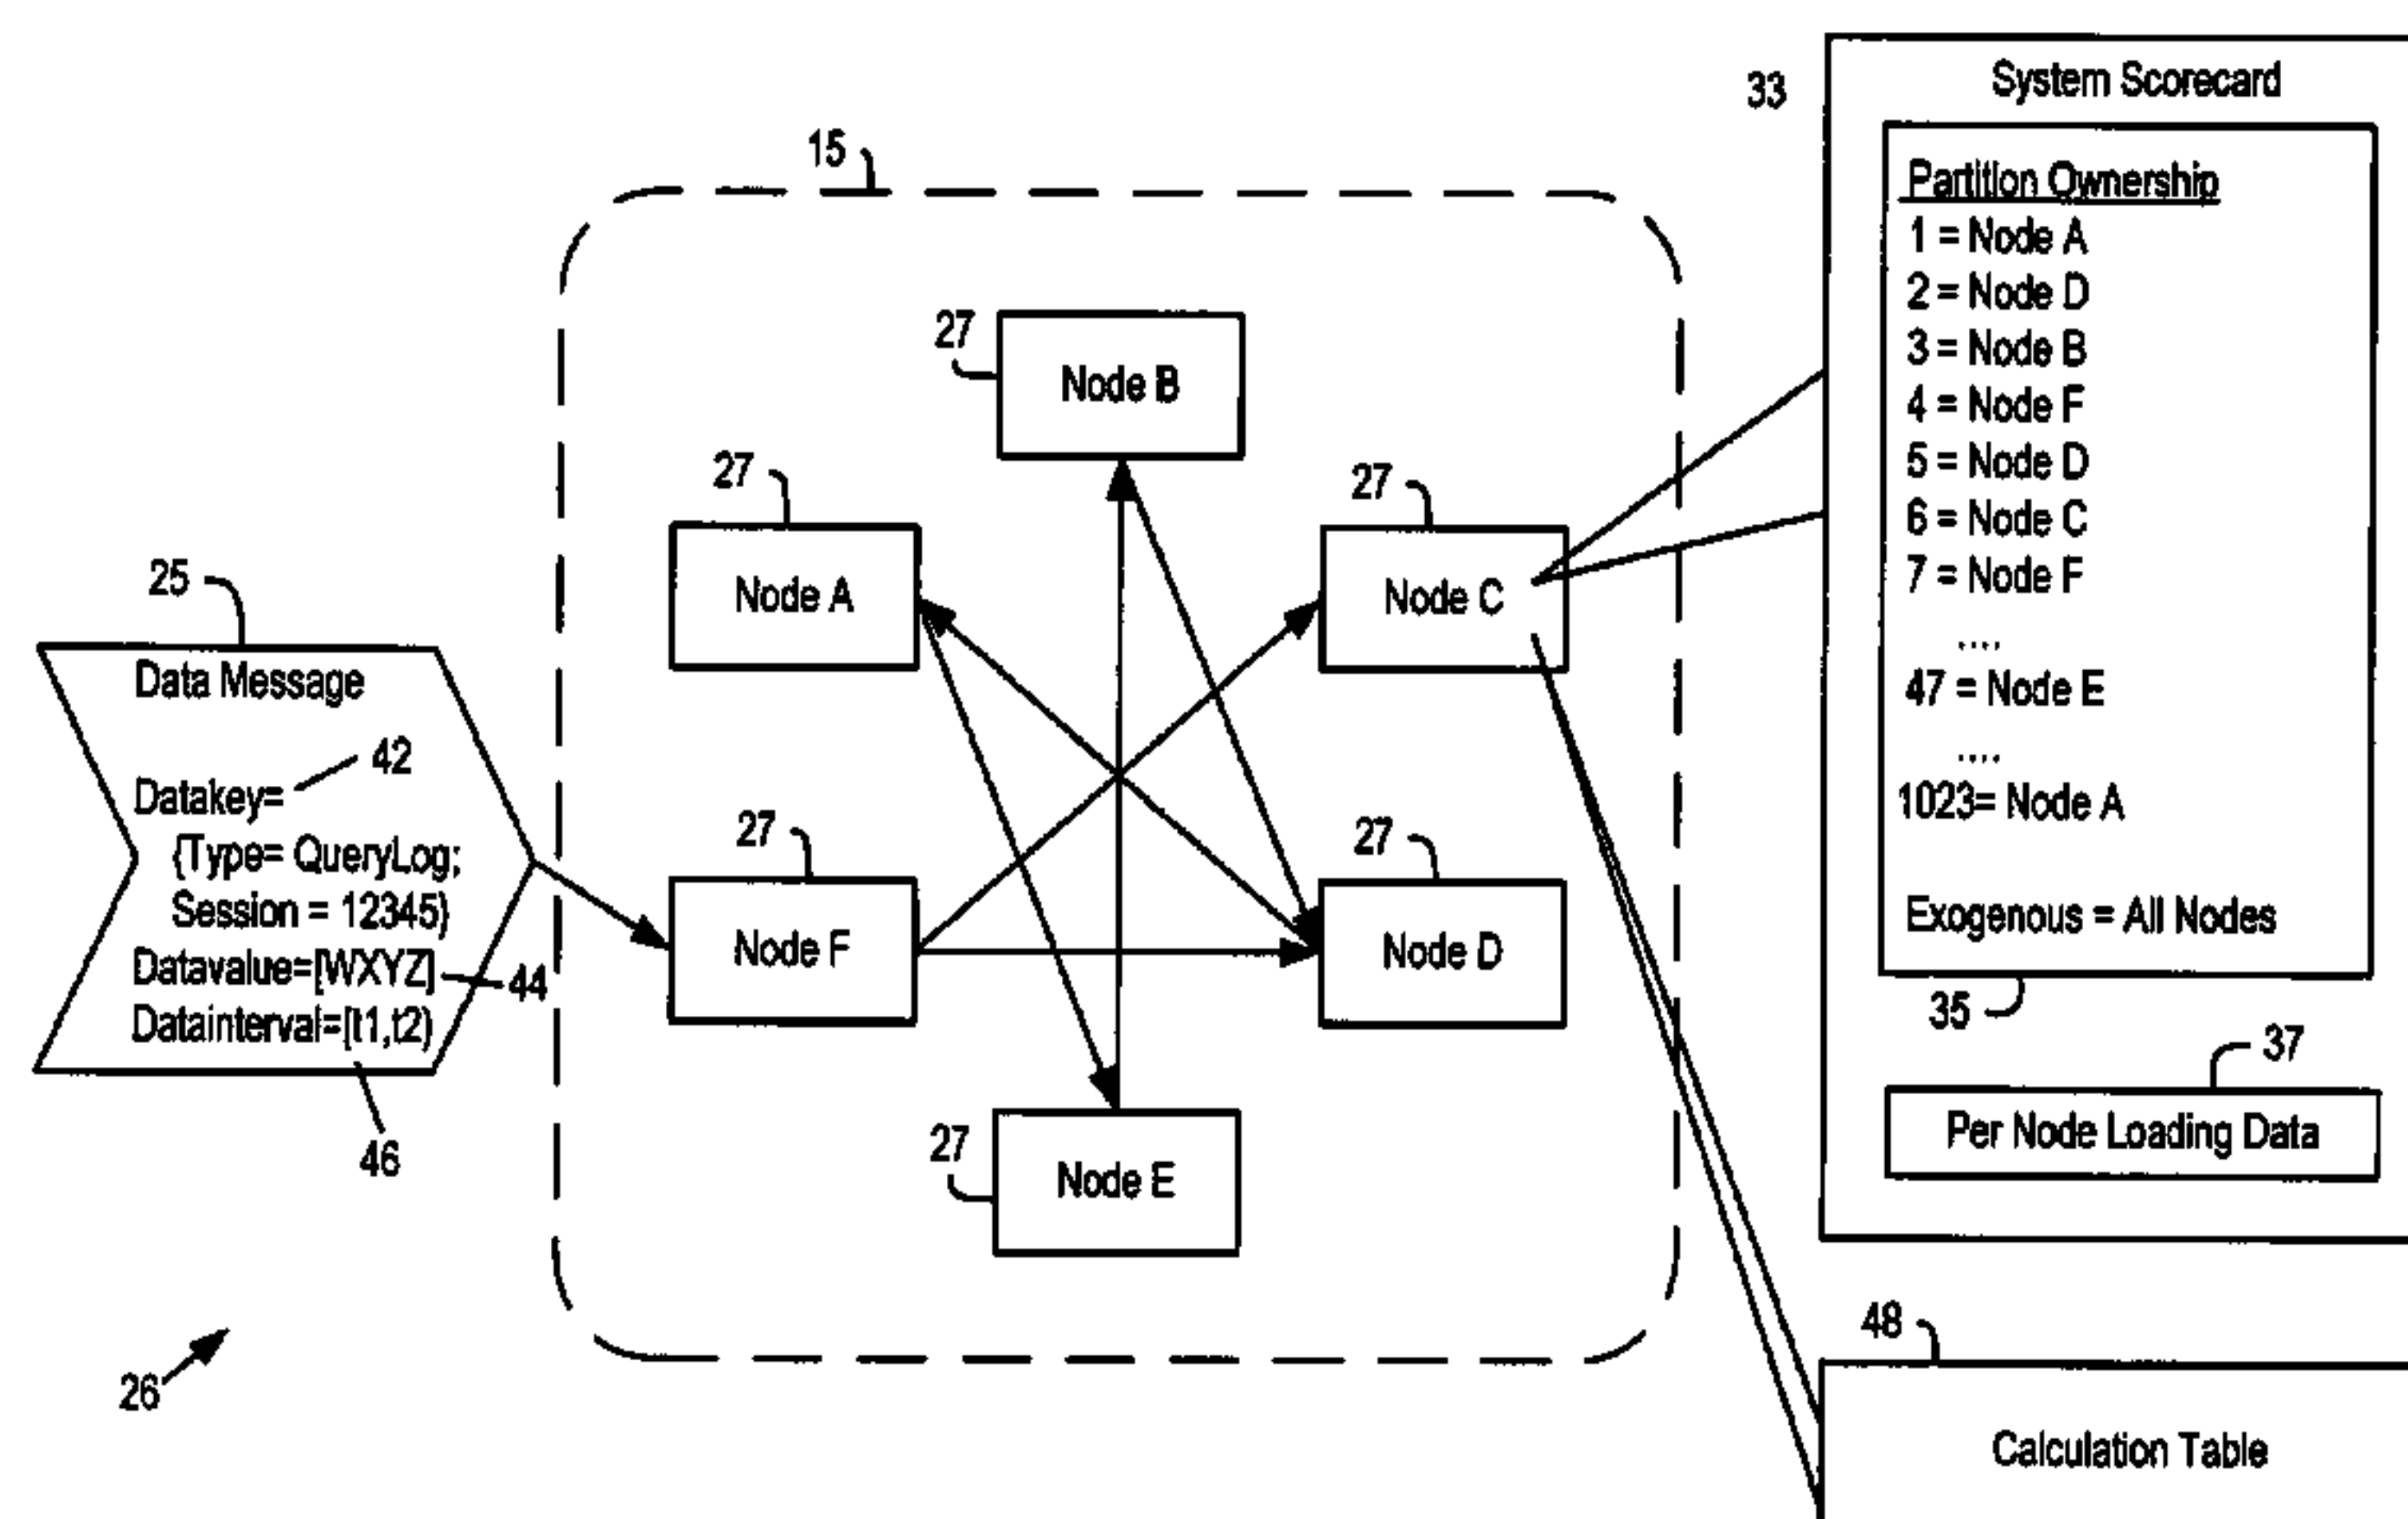 15
25
Data Message
42
Datakey=
{Type= QueryLog;
Session = 12345}
Datavalue=[WXYZ]
44
Datainterval=[t1,t2)
46
26
27
Node B
27
Node A
27
Node C
27
Node F
27
Node D
27
Node E
33
System Scorecard
Partition Ownership
1 = Node A
2 = Node D
3 = Node B
4 = Node F
5 = Node D
6 = Node C
7 = Node F
....
47 = Node E
....
1023= Node A
Exogenous = All Nodes
35
37
Per Node Loading Data
48
Calculation Table